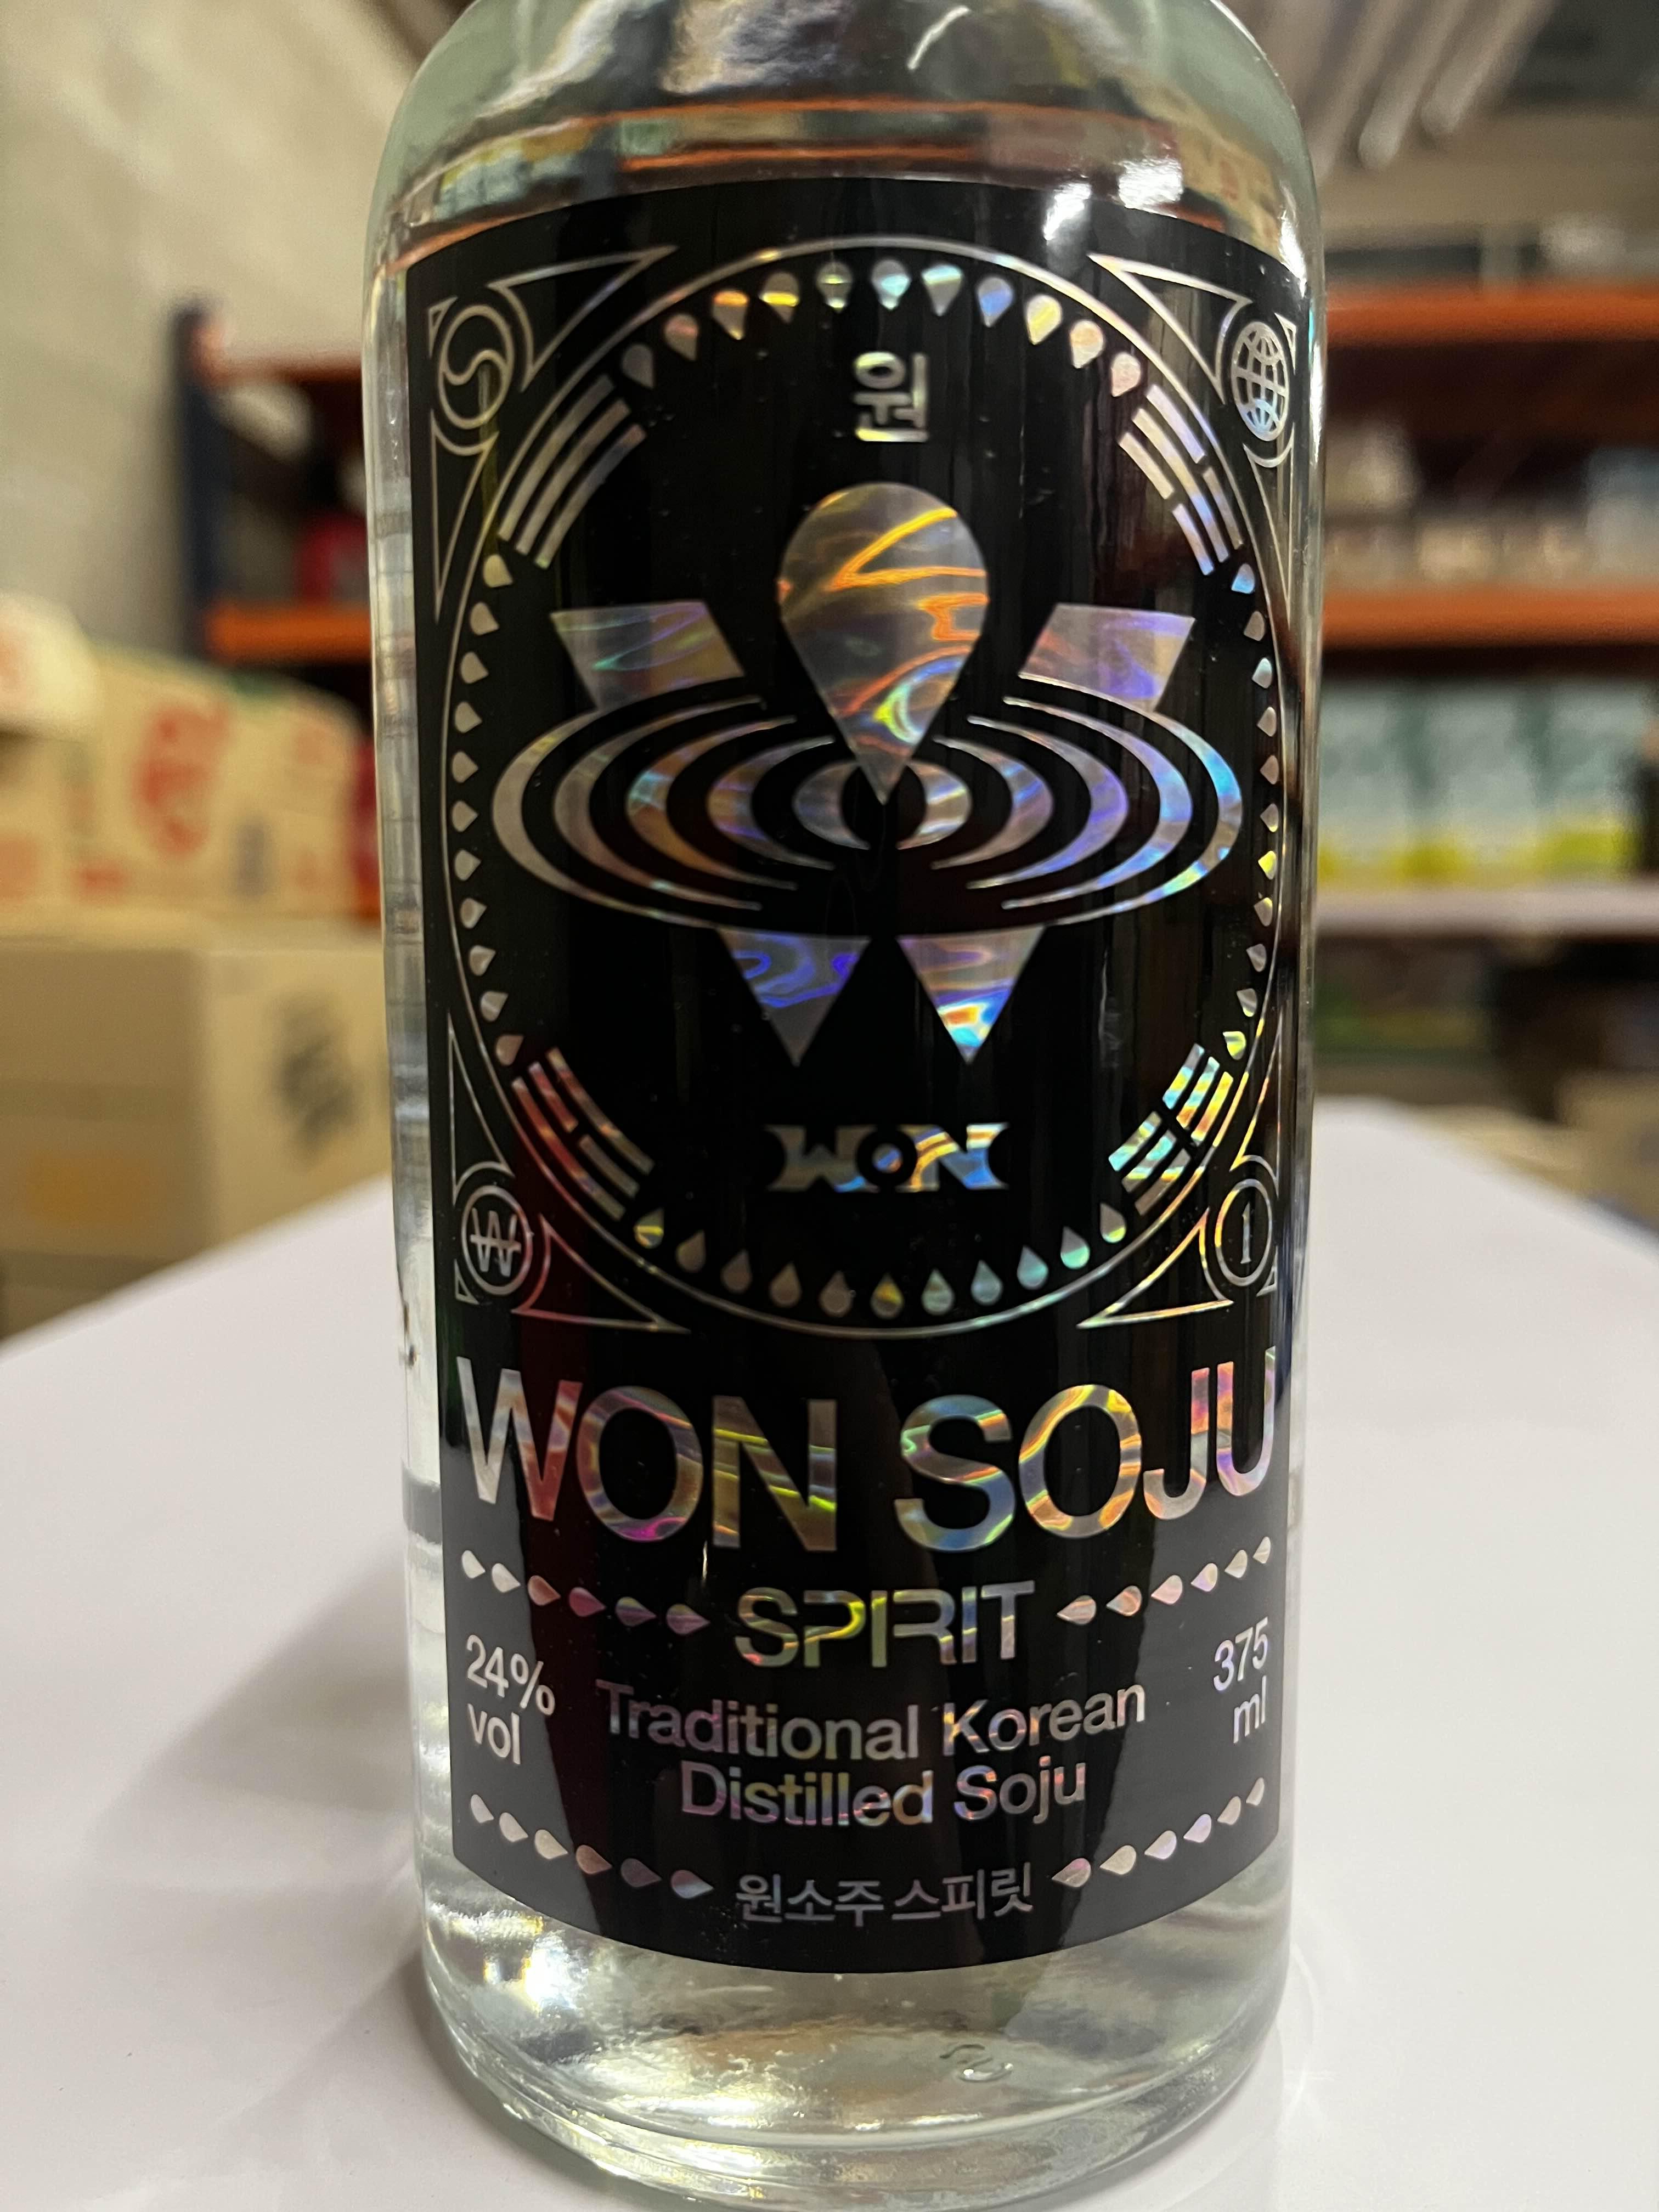 원
WON
₩
1
WON SOJU
SPIRIT
24%
vol
Traditional Korean
Distilled Soju
375
ml
원소주 스피릿